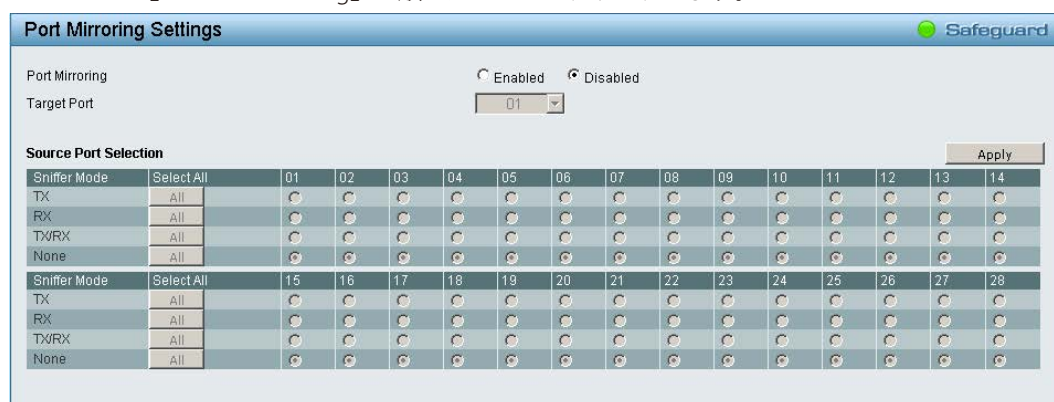 Port Mirroring Settings
Safeguard
Port Mirroring
Enabled Disabled
Target Port
01
Source Port Selection
Apply
Sniffer Mode Select All 01 02 03 04 05 06 07 08 09 10 11 12 13 14
TX All
RX All
TX/RX All
None All
Sniffer Mode Select All 15 16 17 18 19 20 21 22 23 24 25 26 27 28
TX All
RX All
TX/RX All
None All